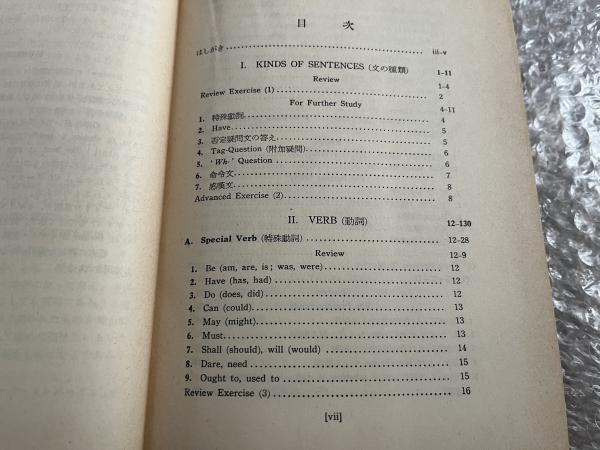 目 次
はしがき iii-v
I. KINDS OF SENTENCES (文の種類) 1-11
Review 1-4
Review Exercise (1) 2
For Further Study 4-11
1. 特殊動詞 4
2. Have 5
3. 否定疑問文の答え 5
4. Tag-Question (附加疑問) 6
5. 'Wh-' Question 6
6. 命令文 7
7. 感嘆文 8
Advanced Exercise (2) 8
II. VERB (動詞) 12-130
A. Special Verb (特殊動詞) 12-28
Review 12-9
1. Be (am, are, is; was, were) 12
2. Have (has, had) 12
3. Do (does, did) 12
4. Can (could) 13
5. May (might) 13
6. Must 13
7. Shall (should), will (would) 14
8. Dare, need 15
9. Ought to, used to 15
Review Exercise (3) 16
[vii]